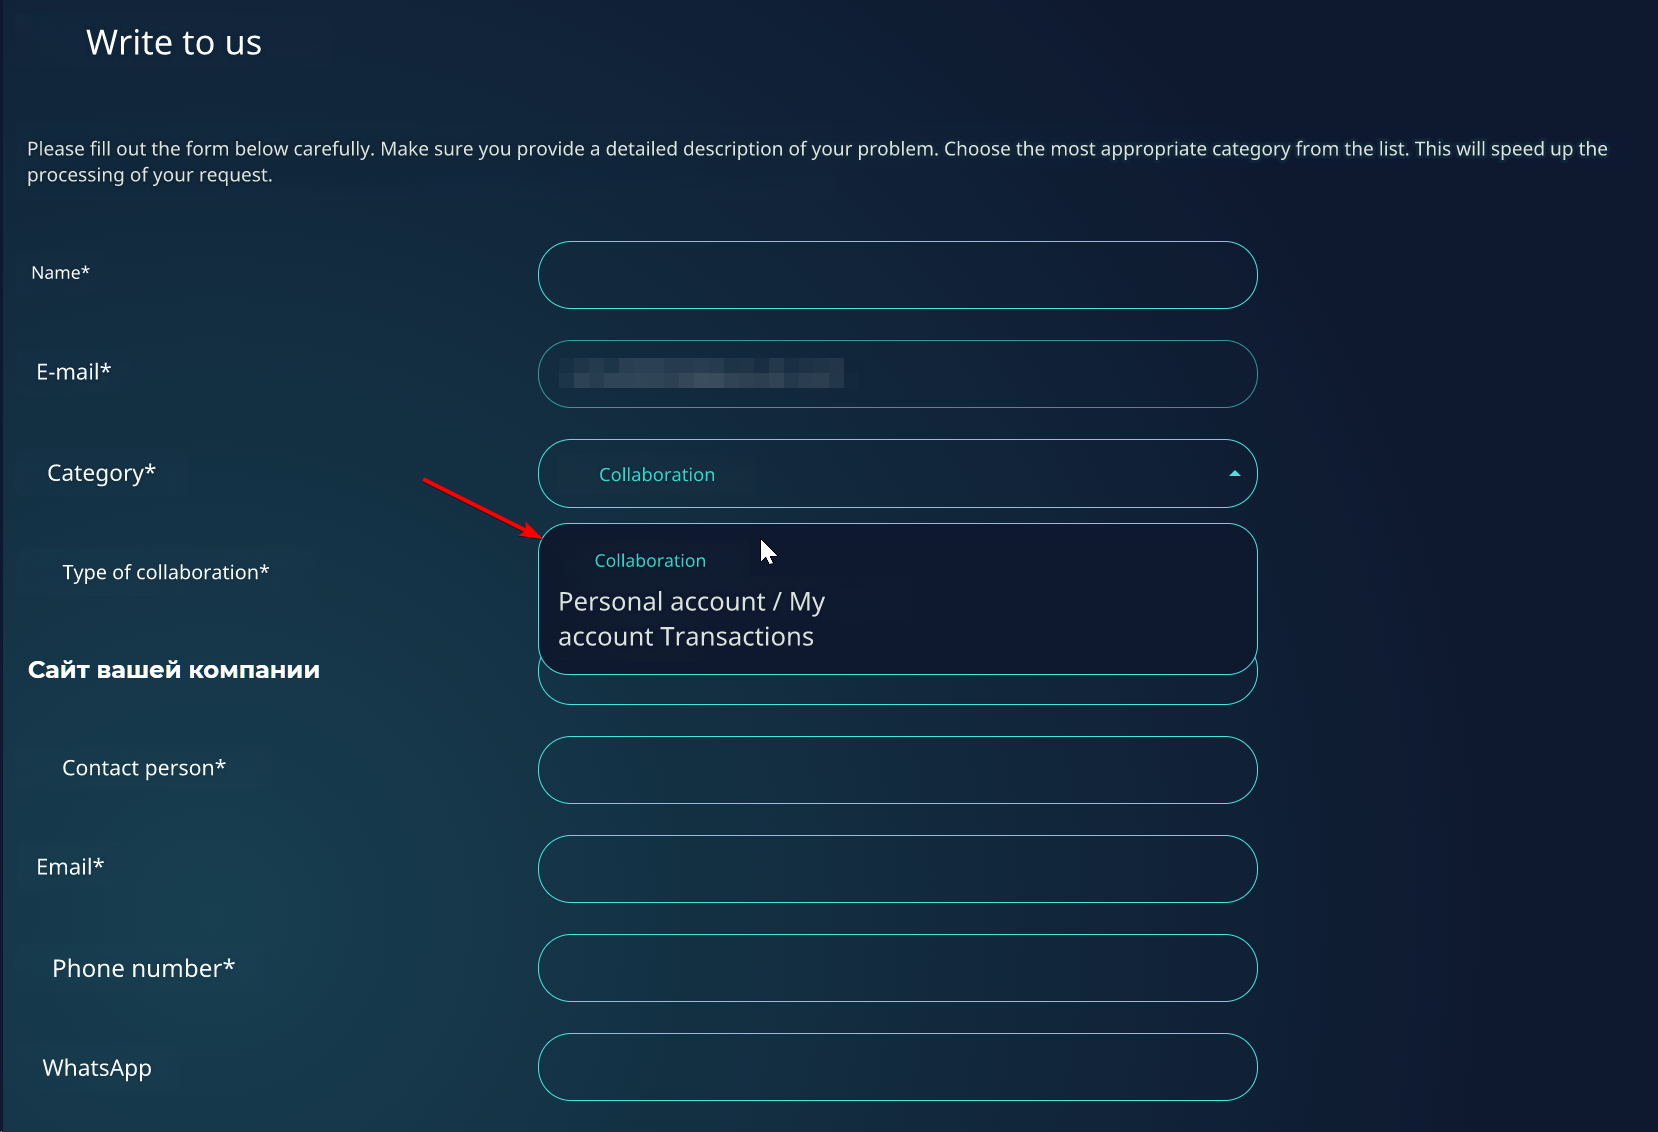 Write to us
Please fill out the form below carefully. Make sure you provide a detailed description of your problem. Choose the most appropriate category from the list. This will speed up the
processing of your request.
Name*
E-mail*
Category*
Collaboration
Type of collaboration*
Collaboration
Personal account / My
account Transactions
Сайт вашей компании
Contact person*
Email*
Phone number*
WhatsApp